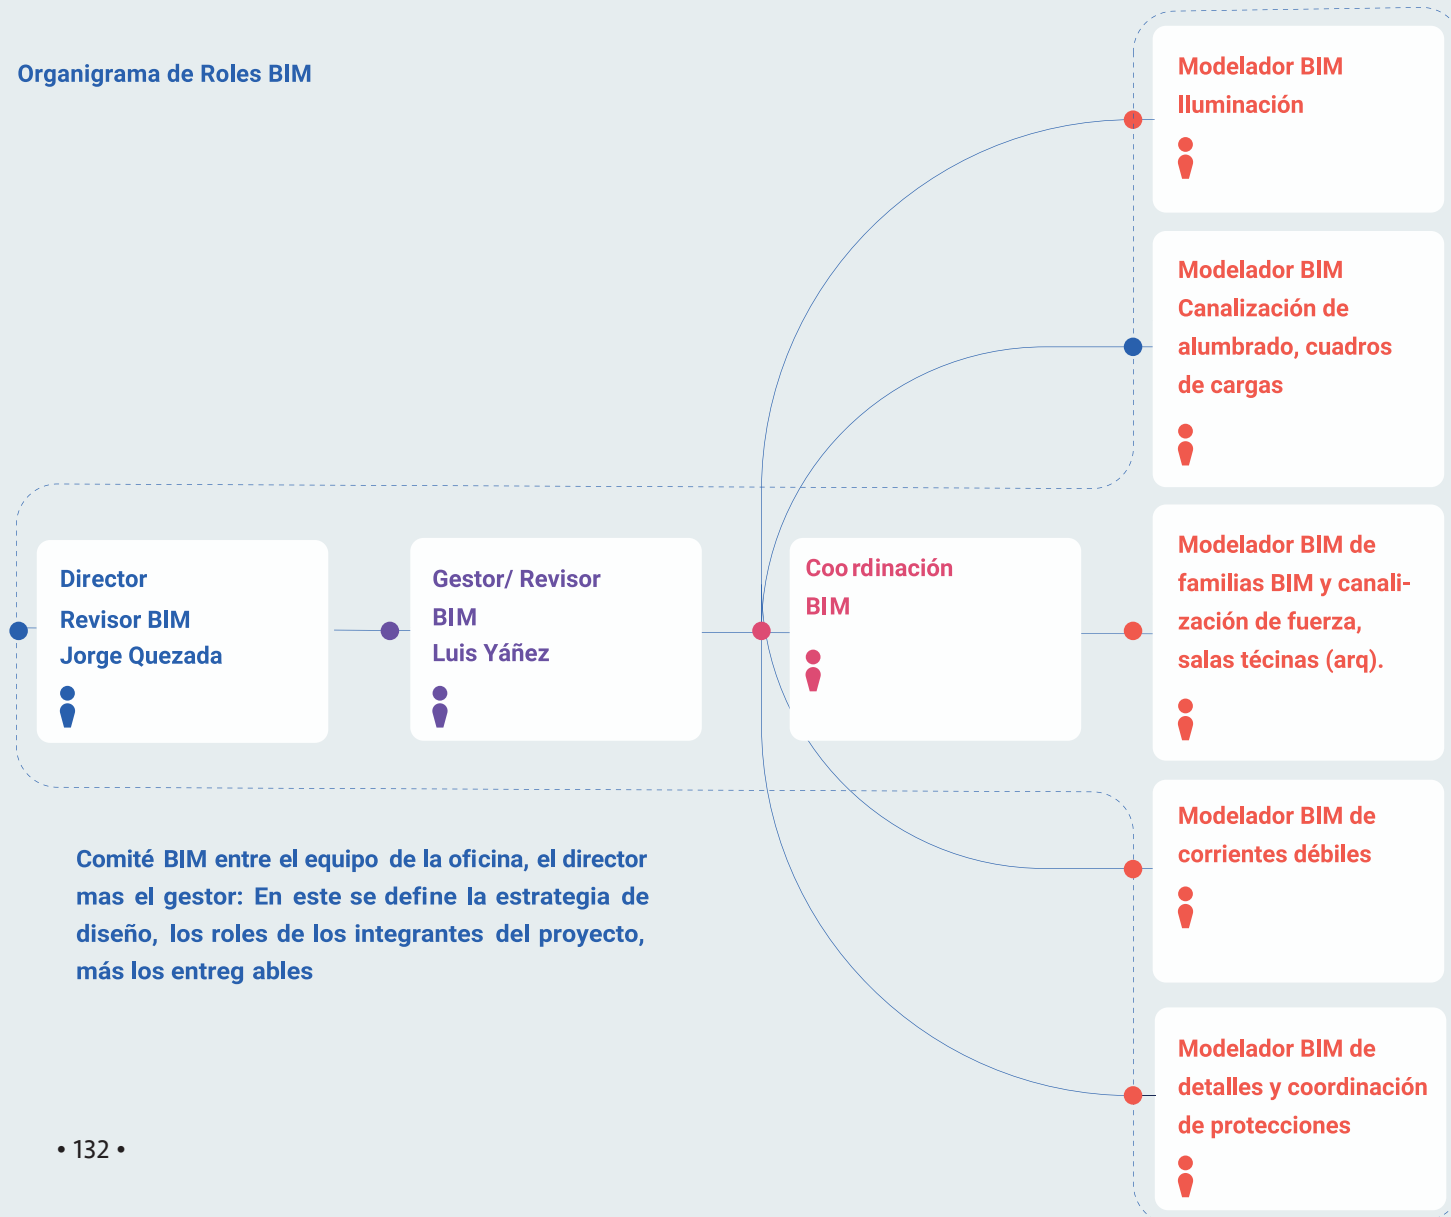 Organigrama de Roles BIM
Modelador BIM
Iluminación
Modelador BIM
Canalización de
alumbrado, cuadros
de cargas
Director
Revisor BIM
Jorge Quezada
Gestor/ Revisor
BIM
Luis Yáñez
Coo rdinación
BIM
Modelador BIM de
familias BIM y canali-
zación de fuerza,
salas técinas (arq).
Modelador BIM de
corrientes débiles
Modelador BIM de
detalles y coordinación
de protecciones
Comité BIM entre el equipo de la oficina, el director
mas el gestor: En este se define la estrategia de
diseño, los roles de los integrantes del proyecto,
más los entreg ables
• 132 •